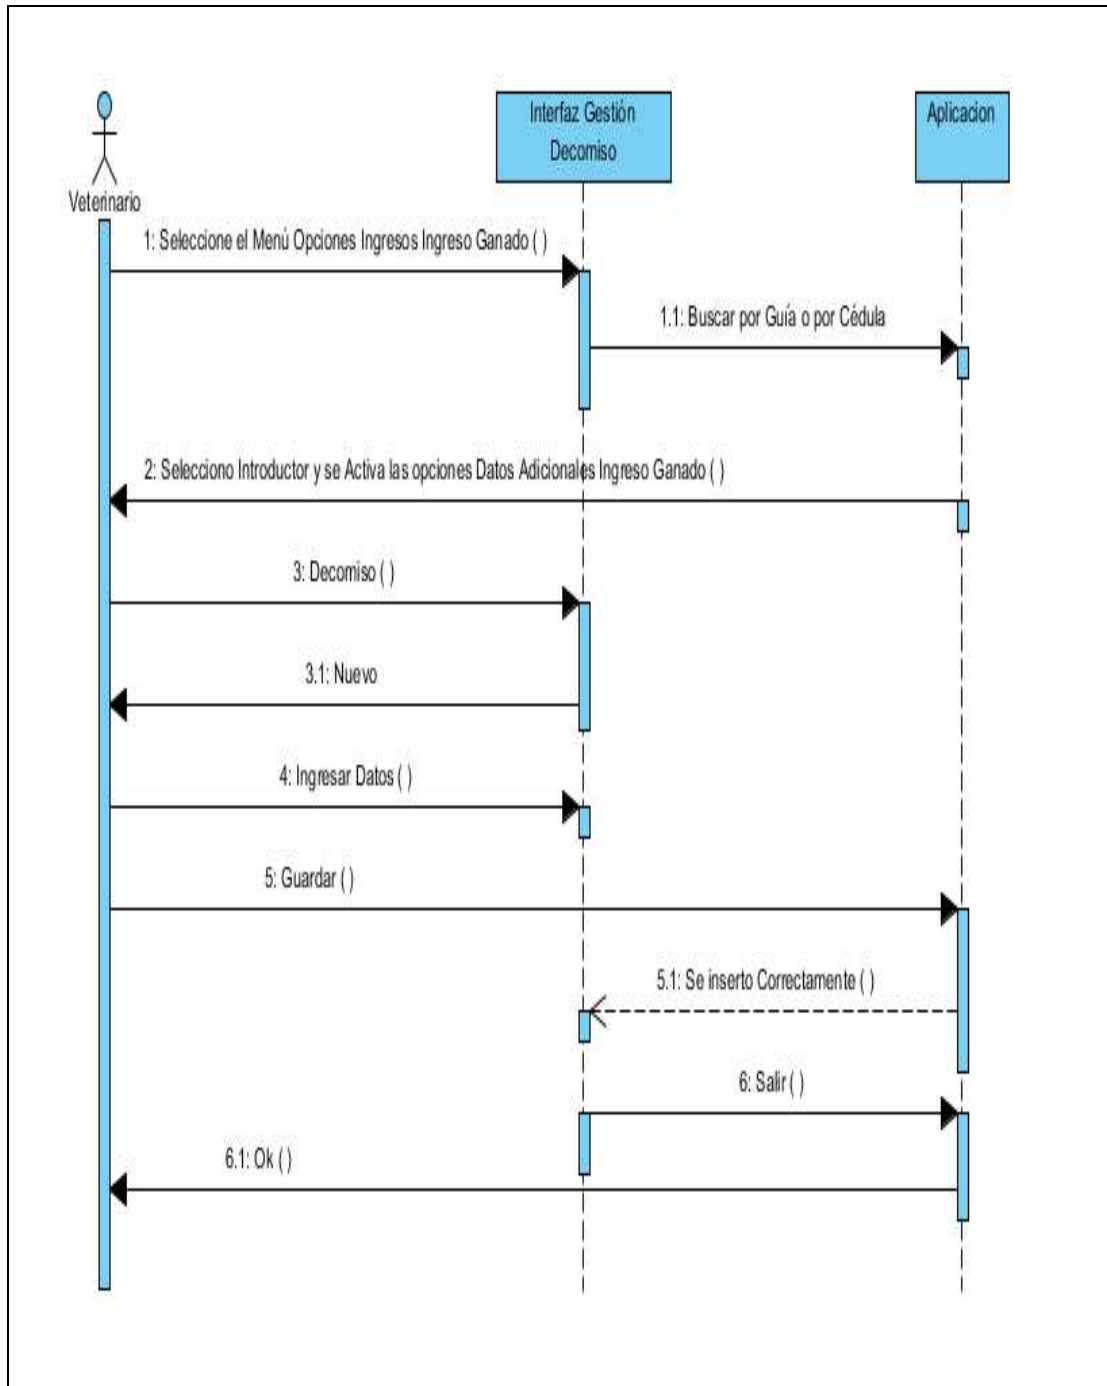 Interfaz Gestión
Decomiso
Aplicacion
Veterinario
1: Seleccione el Menú Opciones Ingresos Ingreso Ganado ( )
1.1: Buscar por Guía o por Cédula
2: Selecciono Introductor y se Activa las opciones Datos Adicionales Ingreso Ganado ( )
3: Decomiso ( )
3.1: Nuevo
4: Ingresar Datos ( )
5: Guardar ( )
5.1: Se inserto Correctamente ( )
6: Salir ( )
6.1: Ok ( )